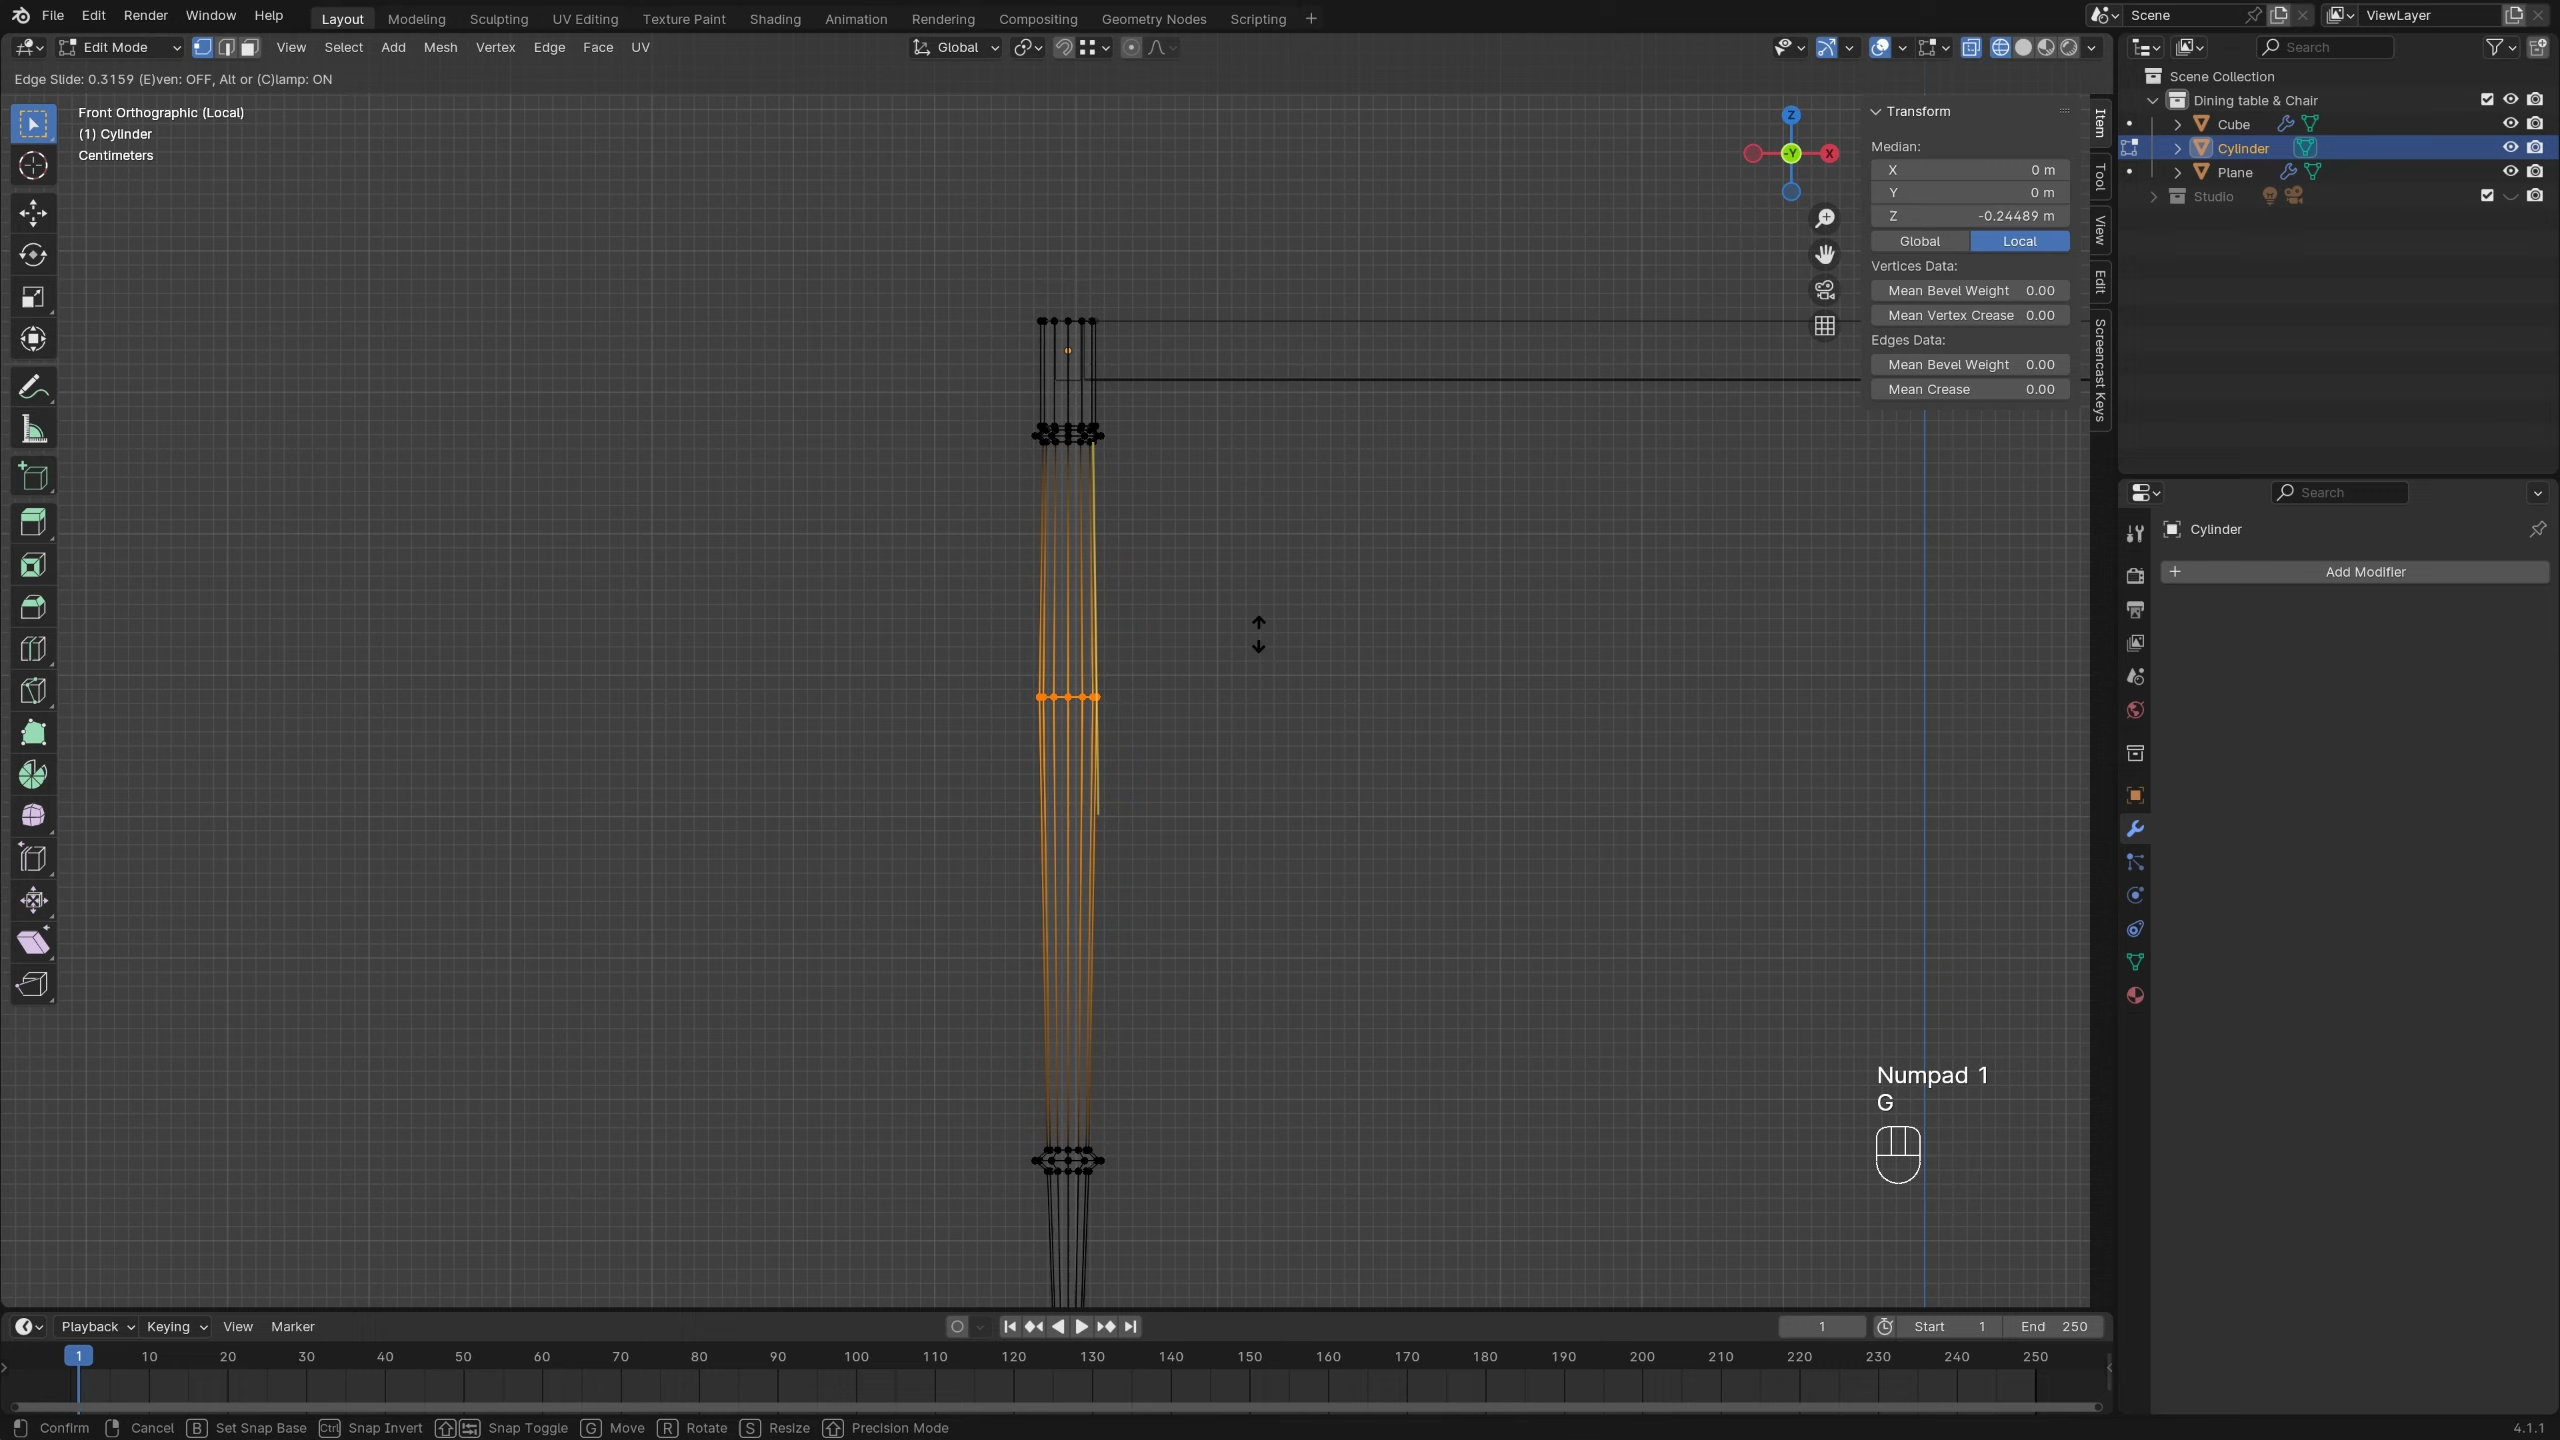 File Edit Render Window Help Layout Modeling Sculpting UV Editing Texture Paint Shading Animation Rendering Compositing Geometry Nodes Scripting + Scene ViewLayer
Edit Mode View Select Add Mesh Vertex Edge Face UV Global Search
Edge Slide: 0.3159 (E)ven: OFF, Alt or (C)lamp: ON
Front Orthographic (Local)
(1) Cylinder
Centimeters
Z
-Y
X
Transform
Median:
X 0 m
Y 0 m
Z -0.24489 m
Global Local
Vertices Data:
Mean Bevel Weight 0.00
Mean Vertex Crease 0.00
Edges Data:
Mean Bevel Weight 0.00
Mean Crease 0.00
Item
Tool
View
Edit
Screencast Keys
Scene Collection
Dining table & Chair
Cube
Cylinder
Plane
Studio
Search
Cylinder
+ Add Modifier
Numpad 1
G
Playback Keying View Marker 1 Start 1 End 250
1 10 20 30 40 50 60 70 80 90 100 110 120 130 140 150 160 170 180 190 200 210 220 230 240 250
Confirm Cancel B Set Snap Base Ctrl Snap Invert Snap Toggle G Move R Rotate S Resize Precision Mode 4.1.1